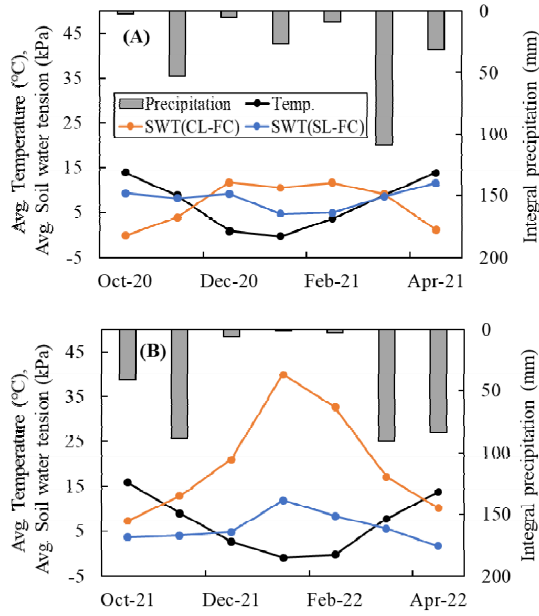 (A)
Avg. Temperature (°C),
Avg. Soil water tension (kPa)
45
35
25
15
5
-5
Precipitation
Temp.
SWT(CL-FC)
SWT(SL-FC)
0
50
100
150
200
Integral precipitation (mm)
Oct-20
Dec-20
Feb-21
Apr-21
(B)
Avg. Temperature (°C),
Avg. Soil water tension (kPa)
45
35
25
15
5
-5
0
50
100
150
200
Integral precipitation (mm)
Oct-21
Dec-21
Feb-22
Apr-22